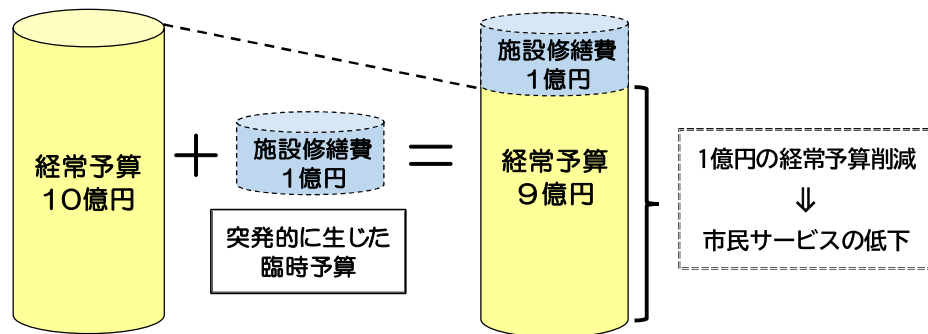 経常予算
10億円
＋
施設修繕費
1億円
突発的に生じた
臨時予算
＝
施設修繕費
1億円
経常予算
9億円
1億円の経常予算削減
⇓
市民サービスの低下